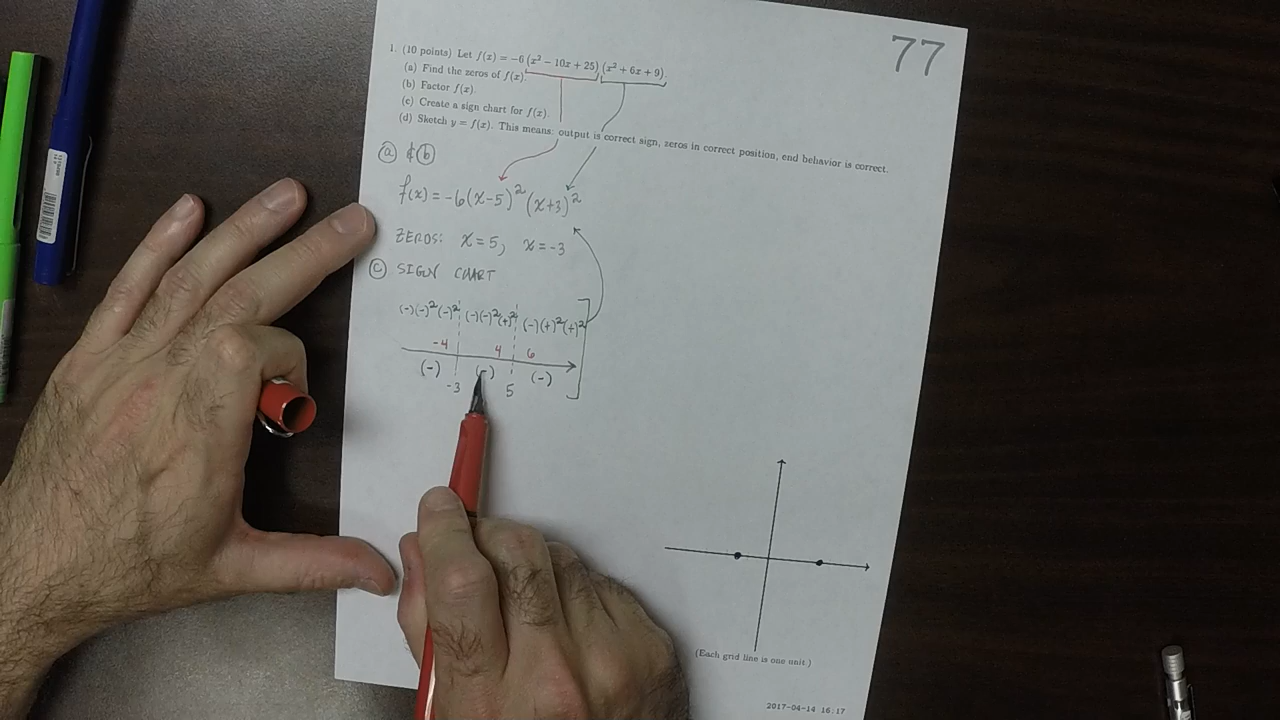 77
1. (10 points) Let f(x) = −6 (x² − 10x + 25) (x² + 6x + 9).
(a) Find the zeros of f(x).
(b) Factor f(x).
(c) Create a sign chart for f(x).
(d) Sketch y = f(x). This means: output is correct sign, zeros in correct position, end behavior is correct.
ⓐ & ⓑ
f(x) = -6(x-5)²(x+3)²
ZEROS: x = 5, x = -3
ⓒ SIGN CHART
(-)(-)²(-)² (-)(-)²(+)² (-)(+)²(+)²
-4 4 6
(-) (-) (-)
-3 5
(Each grid line is one unit.)
2017-04-14 16:17